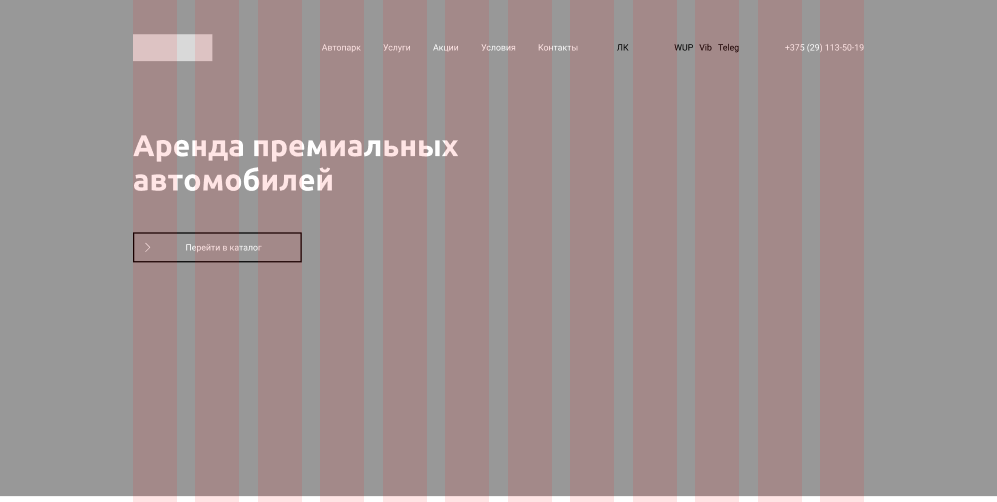 Автопарк Услуги Акции Условия Контакты ЛК WUP Vib Teleg +375 (29) 113-50-19
Аренда премиальных
автомобилей
Перейти в каталог